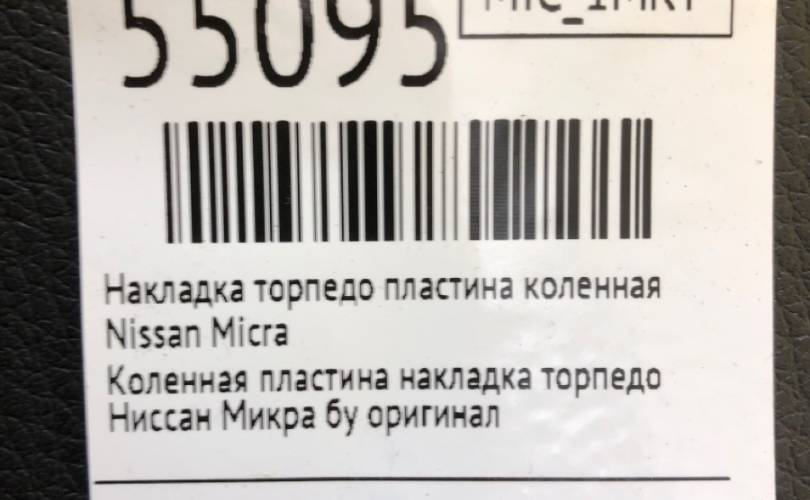 55095
Накладка торпедо пластина коленная
Nissan Micra
Коленная пластина накладка торпедо
Ниссан Микра бу оригинал